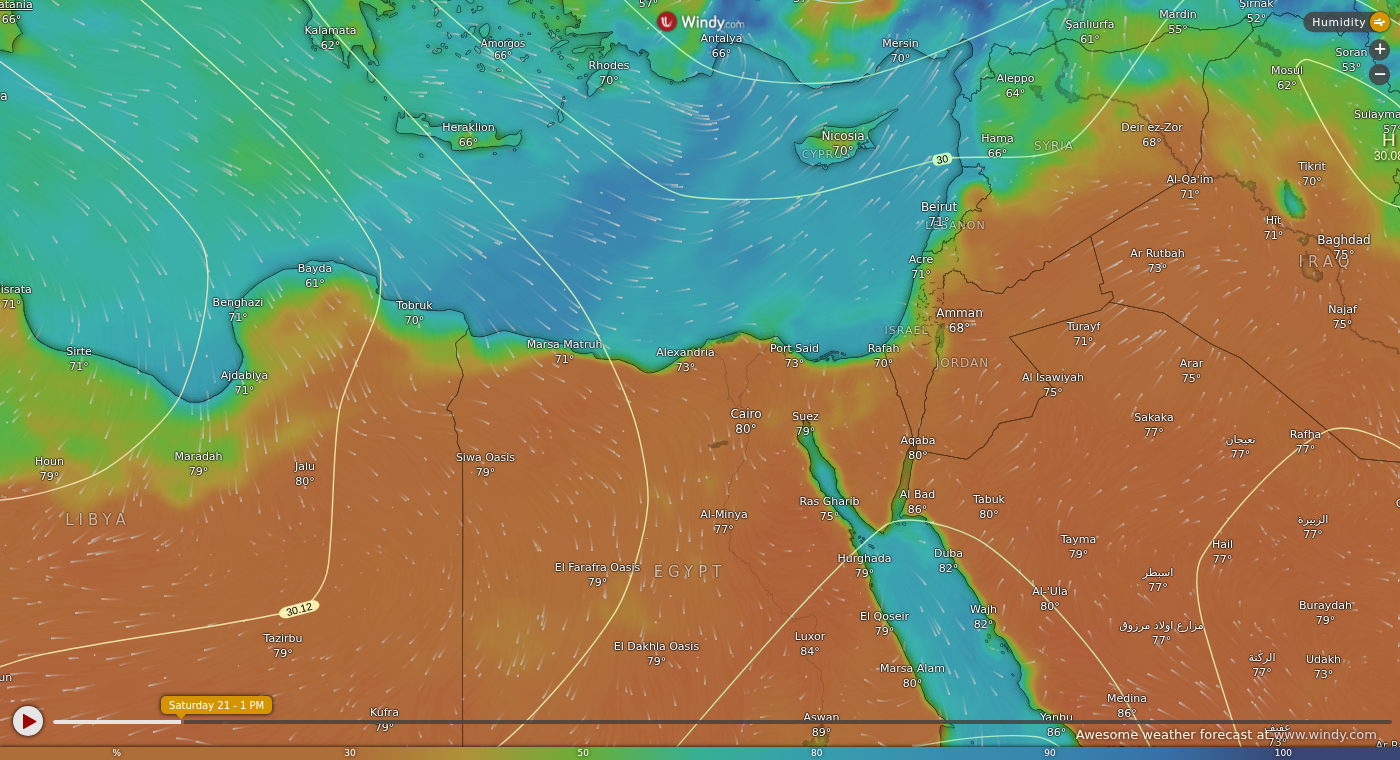 atania
66°
57°
57°
Windy.com
Şırnak
52°
Humidity
Kalamata
62°
Amorgos
66°
Rhodes
70°
Antalya
66°
Mersin
70°
Şanlıurfa
61°
Mardin
55°
Soran
53°
+
−
Mosul
62°
Aleppo
64°
a
Heraklion
66°
Nicosia
70°
CYPRUS
30
Hama
66°
SYRIA
Deir ez-Zor
68°
Sulayma
57
H
30.08
Tikrit
70°
Al-Qa'im
71°
Beirut
71°
LEBANON
Hīt
71°
Baghdad
75°
IRAQ
Acre
71°
Ar Rutbah
73°
israta
71°
Bayda
61°
Benghazi
71°
Tobruk
70°
Amman
68°
ISRAEL
Turayf
71°
Najaf
75°
Sirte
71°
Ajdabiya
71°
Marsa Matruh
71°
Alexandria
73°
Port Said
73°
Rafah
70°
JORDAN
Al Isawiyah
75°
Arar
75°
Cairo
80°
Suez
79°
Aqaba
80°
Sakaka
77°
نعيجان
77°
Rafha
77°
Houn
79°
Maradah
79°
Jalu
80°
Siwa Oasis
79°
LIBYA
Al-Minya
77°
Ras Gharib
75°
Al Bad
86°
Tabuk
80°
الزبيرة
77°
Hurghada
79°
Duba
82°
Tayma
79°
Hail
77°
El Farafra Oasis
79°
EGYPT
اسبطر
77°
Al-'Ula
80°
30.12
El Qoseir
79°
Wajh
82°
Buraydah
79°
مزارع اولاد مرزوق
77°
Tazirbu
79°
El Dakhla Oasis
79°
Luxor
84°
Marsa Alam
80°
الركنة
77°
Udakh
73°
un
Saturday 21 - 1 PM
Kufra
79°
Aswan
89°
Yanbu
86°
Medina
86°
عفيف
73°
Awesome weather forecast at www.windy.com
Ar R
% 30 50 80 90 100